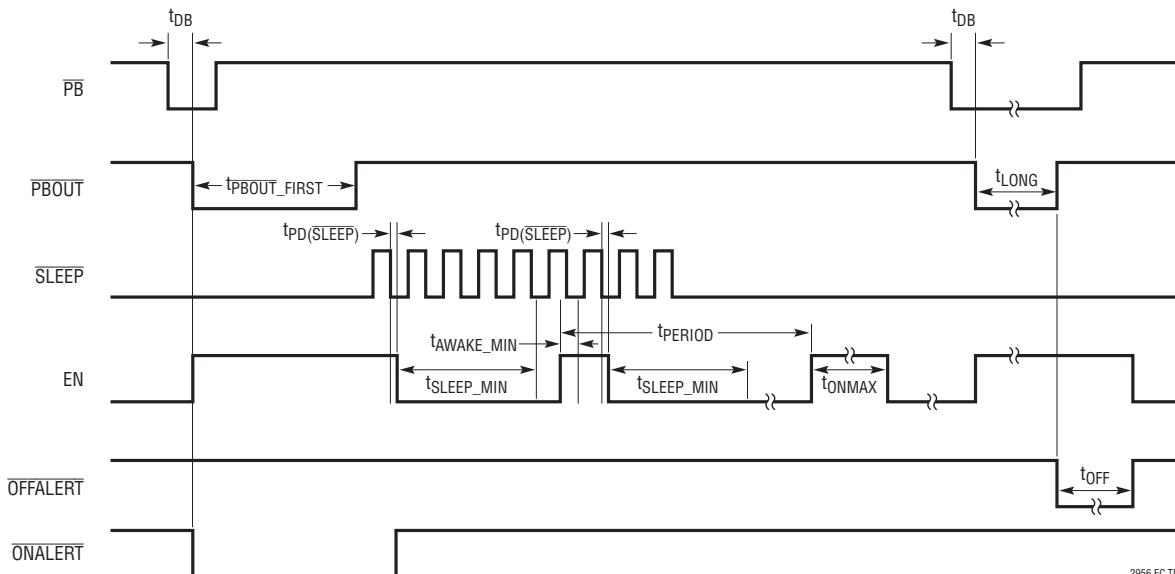 tDB
tDB
PB
PBOUT
tPBOUT_FIRST
tLONG
tPD(SLEEP)
tPD(SLEEP)
SLEEP
tPERIOD
tAWAKE_MIN
EN
tSLEEP_MIN
tSLEEP_MIN
tONMAX
OFFALERT
tOFF
ONALERT